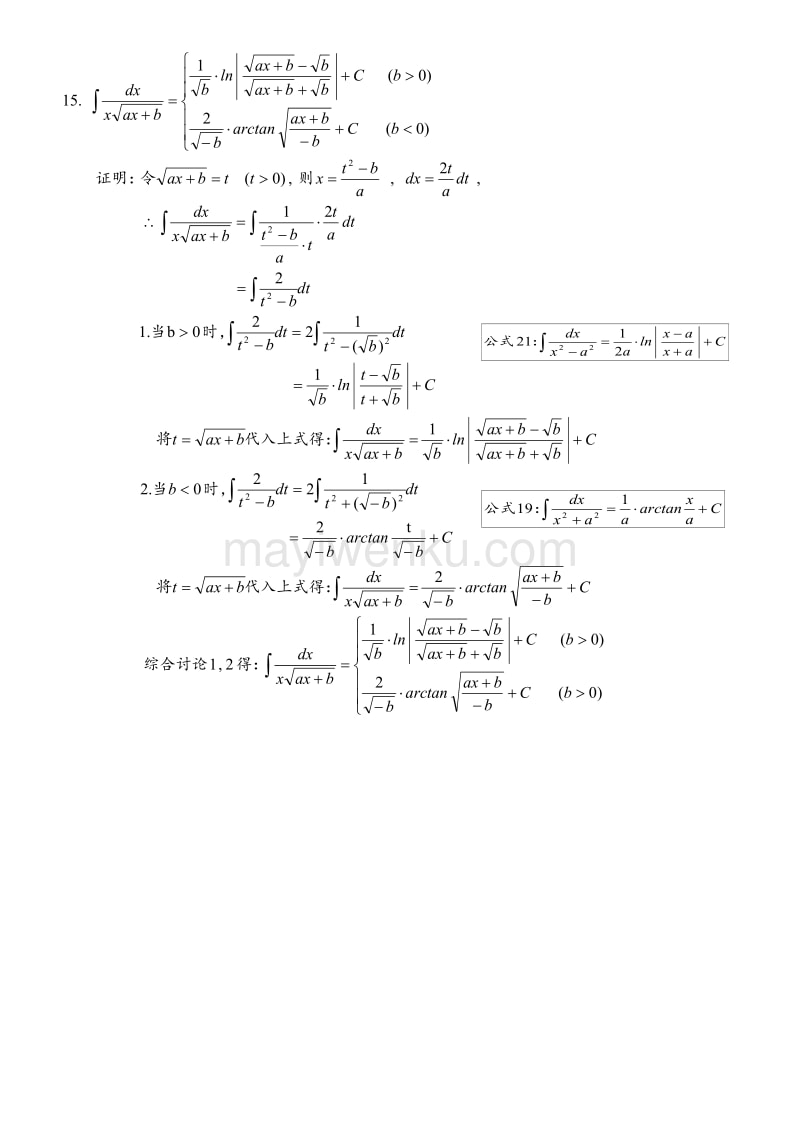 15. ∫ dx/(x√(ax+b)) = { 1/√b · ln|(√(ax+b) − √b)/(√(ax+b) + √b)| + C (b > 0)
2/√(−b) · arctan √((ax+b)/(−b)) + C (b < 0)
证明：令√(ax+b) = t (t > 0)，则 x = (t² − b)/a ， dx = (2t/a) dt ，
∴ ∫ dx/(x√(ax+b)) = ∫ 1/((t² − b)/a · t) · (2t/a) dt
= ∫ 2/(t² − b) dt
1.当 b > 0 时，∫ 2/(t² − b) dt = 2∫ 1/(t² − (√b)²) dt
公式 21：∫ dx/(x² − a²) = 1/(2a) · ln|(x − a)/(x + a)| + C
= 1/√b · ln|(t − √b)/(t + √b)| + C
将t = √(ax+b)代入上式得：∫ dx/(x√(ax+b)) = 1/√b · ln|(√(ax+b) − √b)/(√(ax+b) + √b)| + C
2.当 b < 0 时，∫ 2/(t² − b) dt = 2∫ 1/(t² + (√(−b))²) dt
公式19：∫ dx/(x² + a²) = 1/a · arctan x/a + C
= 2/√(−b) · arctan t/√(−b) + C
mayiwenku.com
将t = √(ax+b)代入上式得：∫ dx/(x√(ax+b)) = 2/√(−b) · arctan √((ax+b)/(−b)) + C
综合讨论 1, 2 得：∫ dx/(x√(ax+b)) = { 1/√b · ln|(√(ax+b) − √b)/(√(ax+b) + √b)| + C (b > 0)
2/√(−b) · arctan √((ax+b)/(−b)) + C (b > 0)